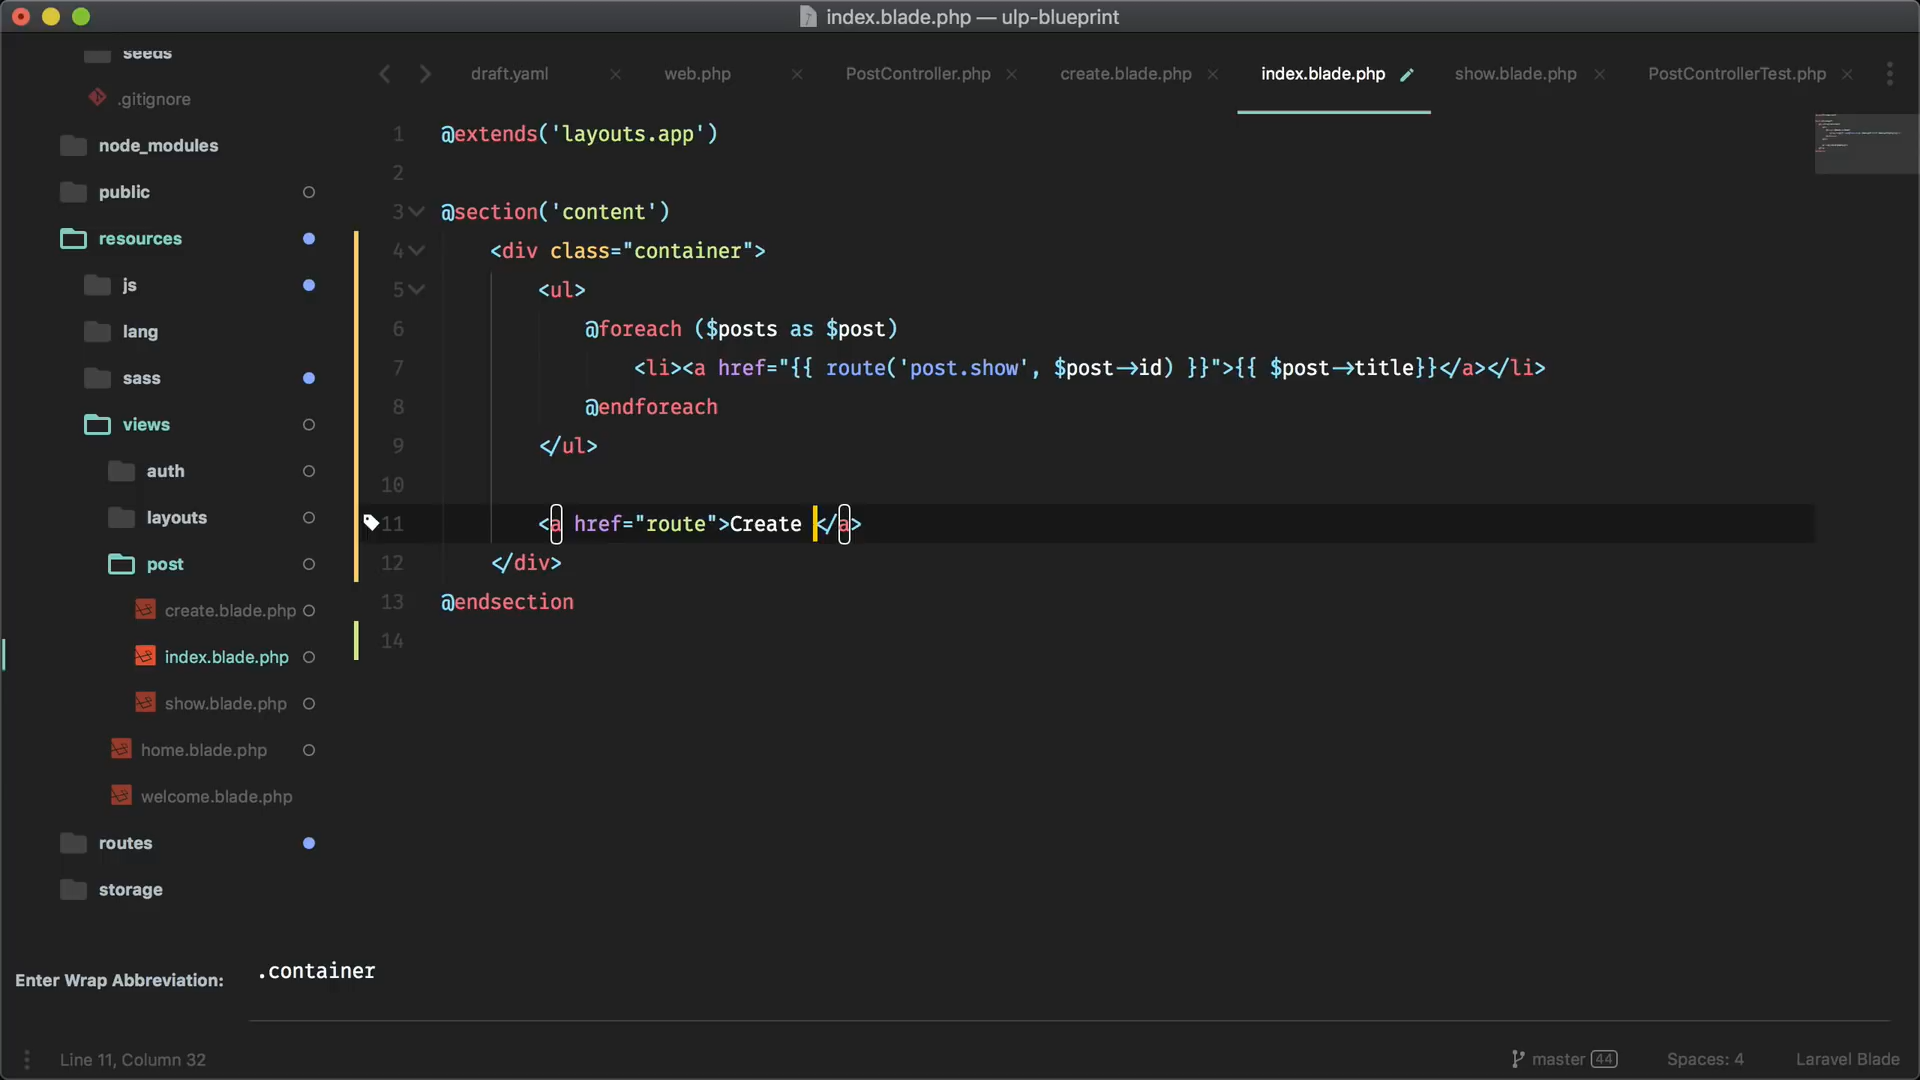 index.blade.php — ulp-blueprint
seeds
.gitignore
node_modules
public
resources
js
lang
sass
views
auth
layouts
post
create.blade.php
index.blade.php
show.blade.php
home.blade.php
welcome.blade.php
routes
storage
draft.yaml
web.php
PostController.php
create.blade.php
index.blade.php
show.blade.php
PostControllerTest.php
1 @extends('layouts.app')
2
3 @section('content')
4 <div class="container">
5 <ul>
6 @foreach ($posts as $post)
7 <li><a href="{{ route('post.show', $post->id) }}">{{ $post->title}}</a></li>
8 @endforeach
9 </ul>
10
11 <a href="route">Create </a>
12 </div>
13 @endsection
14
Enter Wrap Abbreviation: .container
Line 11, Column 32
master 44
Spaces: 4
Laravel Blade